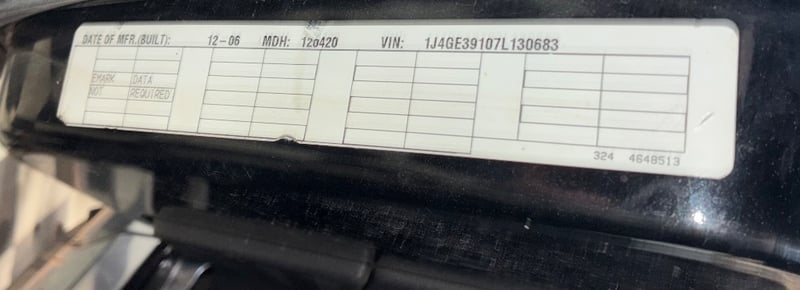 DATE OF MFR.(BUILT): 12-06 MDH: 120420 VIN: 1J4GE39107L130683
EMARK DATA
NOT REQUIRED
324 4648513